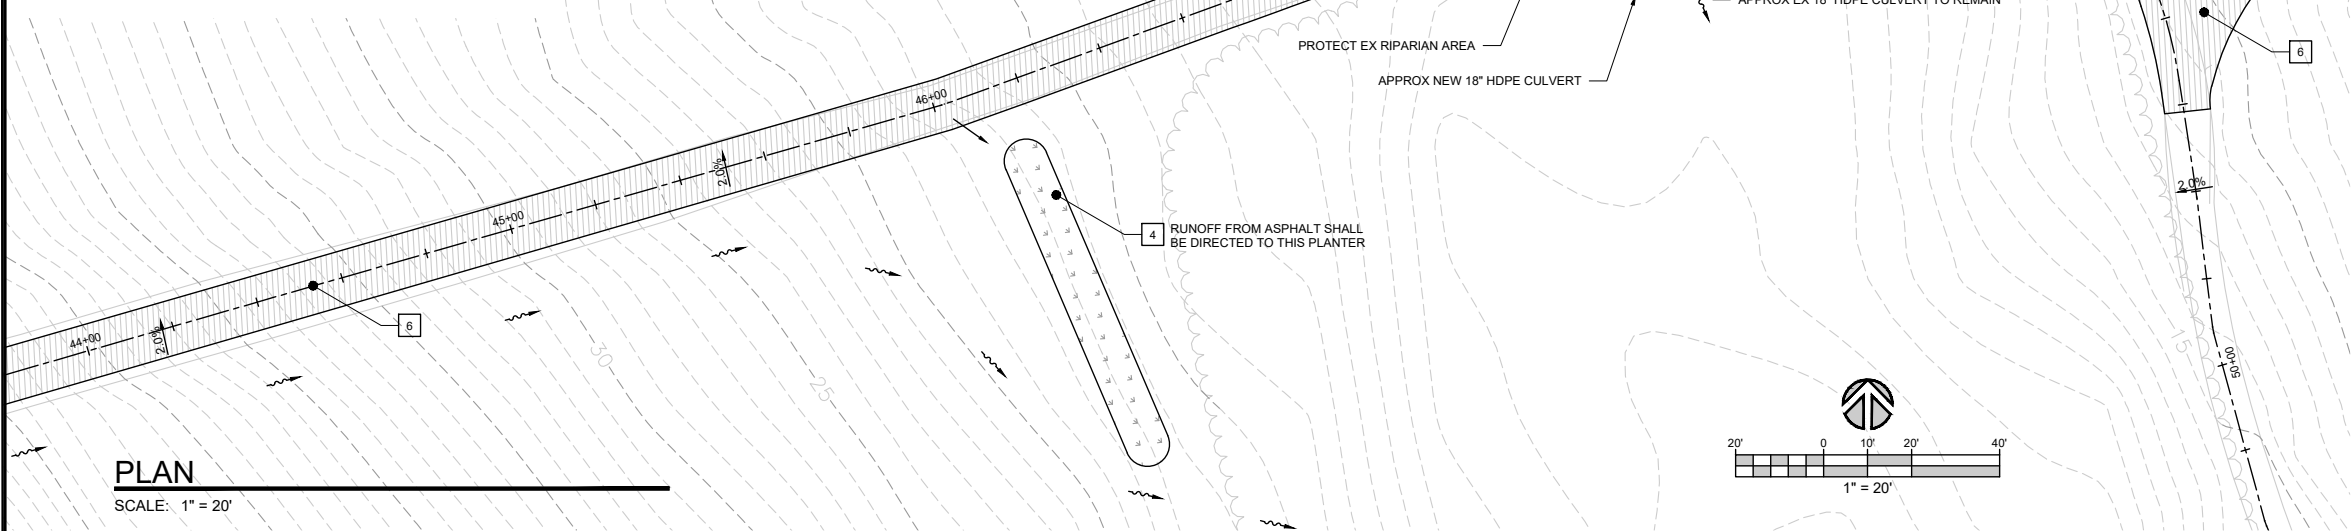 APPROX EX 18" HDPE CULVERT TO REMAIN
PROTECT EX RIPARIAN AREA
6
APPROX NEW 18" HDPE CULVERT
46+00
2.0%
2.0%
45+00
4 RUNOFF FROM ASPHALT SHALL
BE DIRECTED TO THIS PLANTER
6
44+00
2.0%
30
25
15
50+00
20' 0 10' 20' 40'
1" = 20'
PLAN
SCALE: 1" = 20'